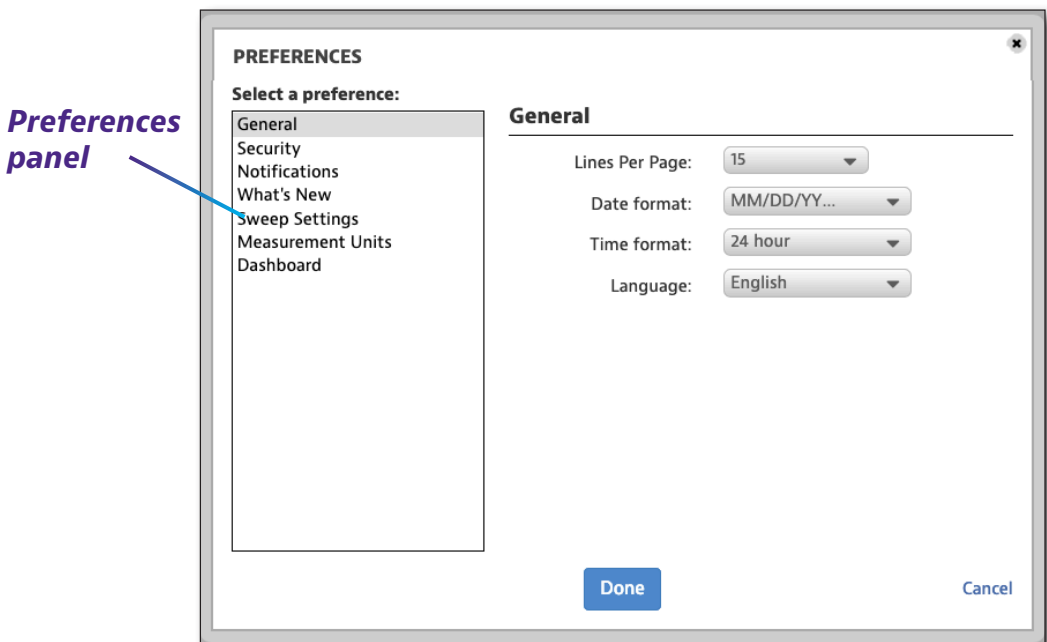 PREFERENCES
Select a preference:
Preferences
panel
General
Security
Notifications
What's New
Sweep Settings
Measurement Units
Dashboard
General
Lines Per Page: 15
Date format: MM/DD/YY...
Time format: 24 hour
Language: English
Done
Cancel